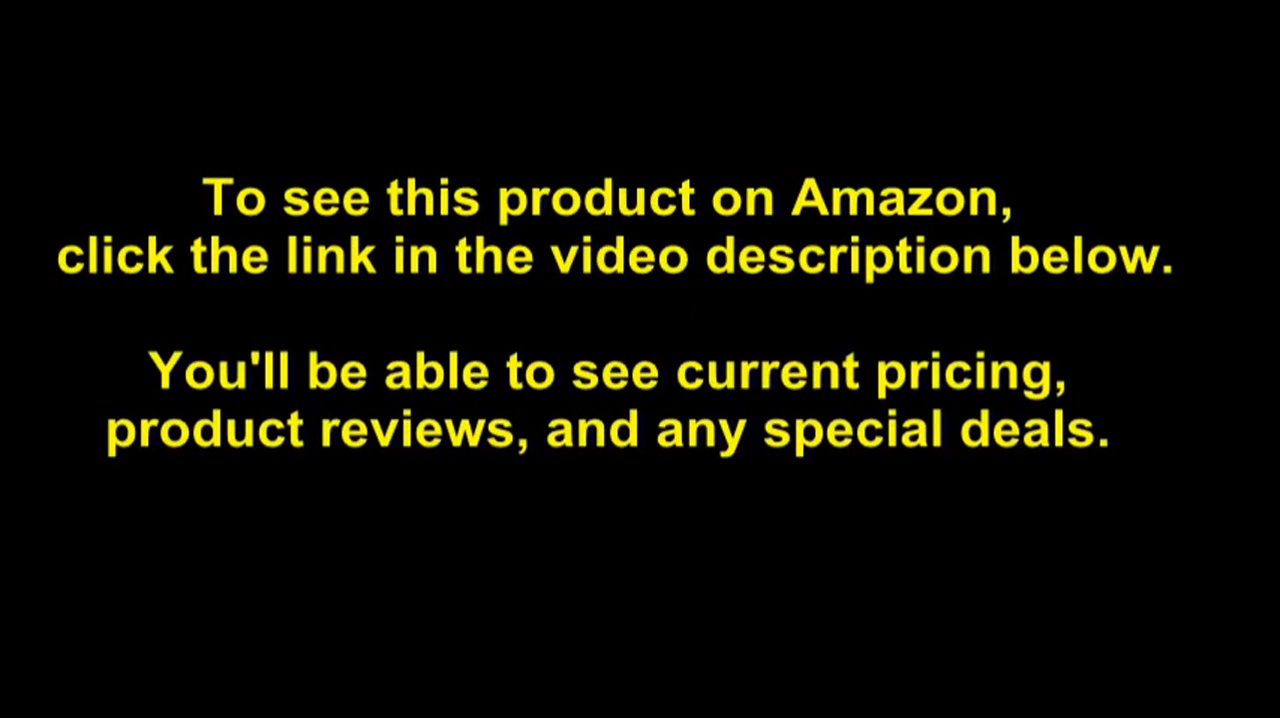 To see this product on Amazon,
click the link in the video description below.
You'll be able to see current pricing,
product reviews, and any special deals.